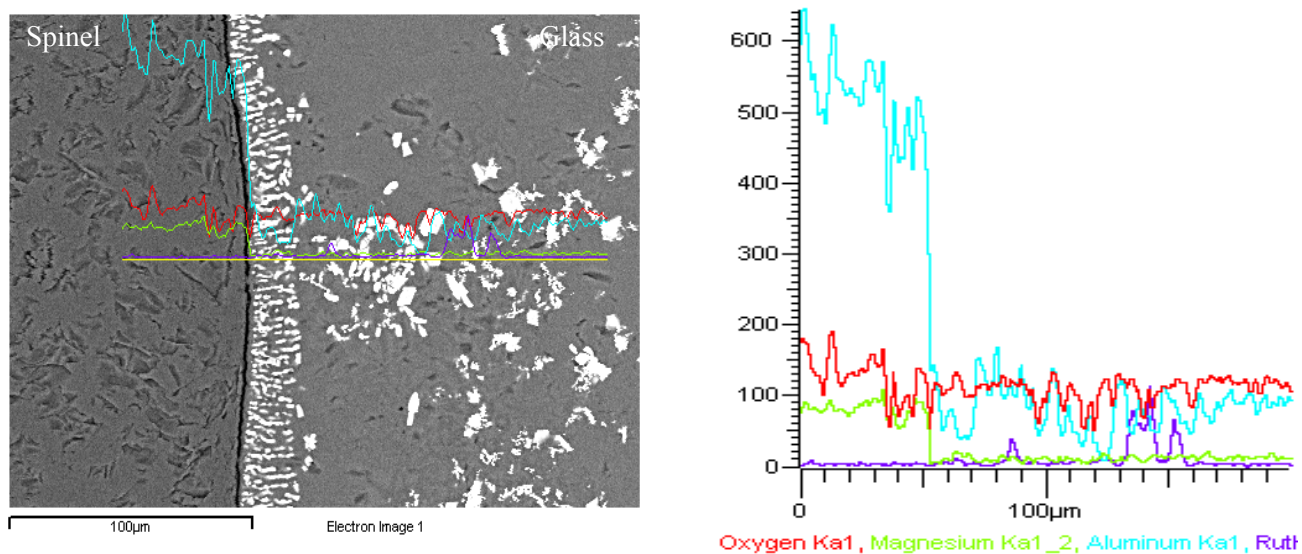 Spinel Glass
100µm Electron Image 1
600
500
400
300
200
100
0
0 100µm
Oxygen Ka1, Magnesium Ka1_2, Aluminum Ka1,